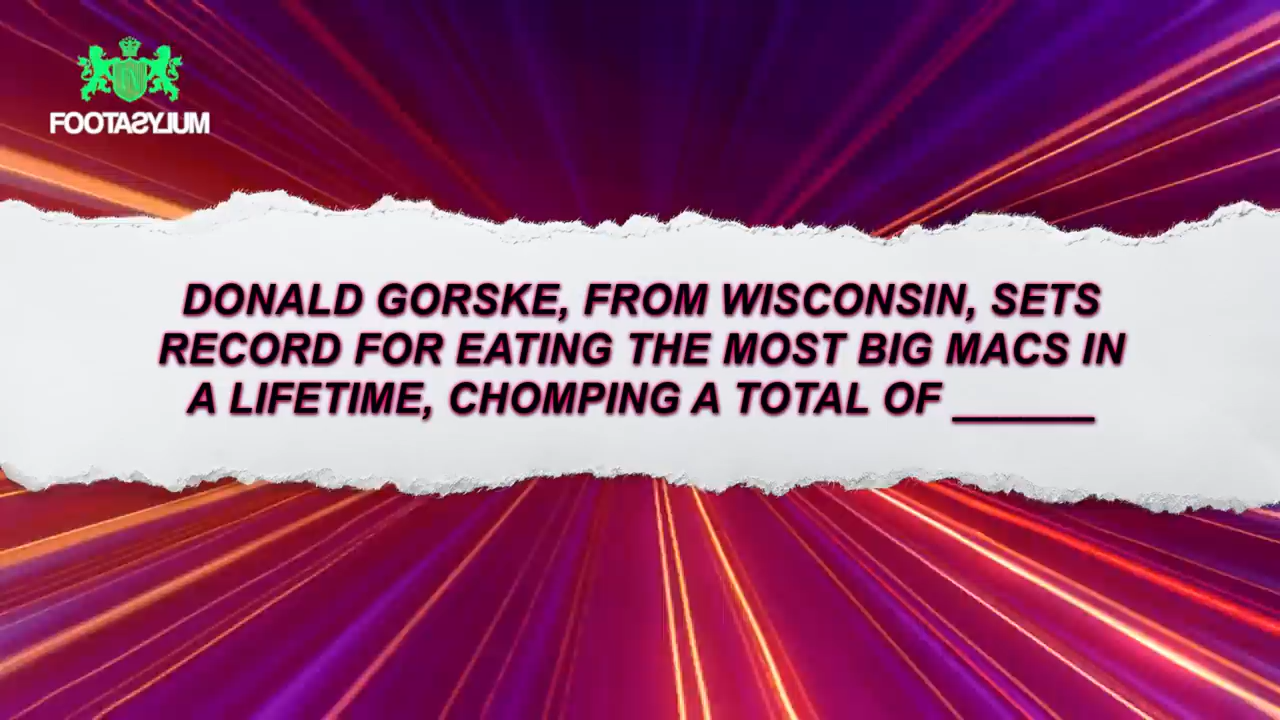 FOOTASYLUM
DONALD GORSKE, FROM WISCONSIN, SETS
RECORD FOR EATING THE MOST BIG MACS IN
A LIFETIME, CHOMPING A TOTAL OF ______